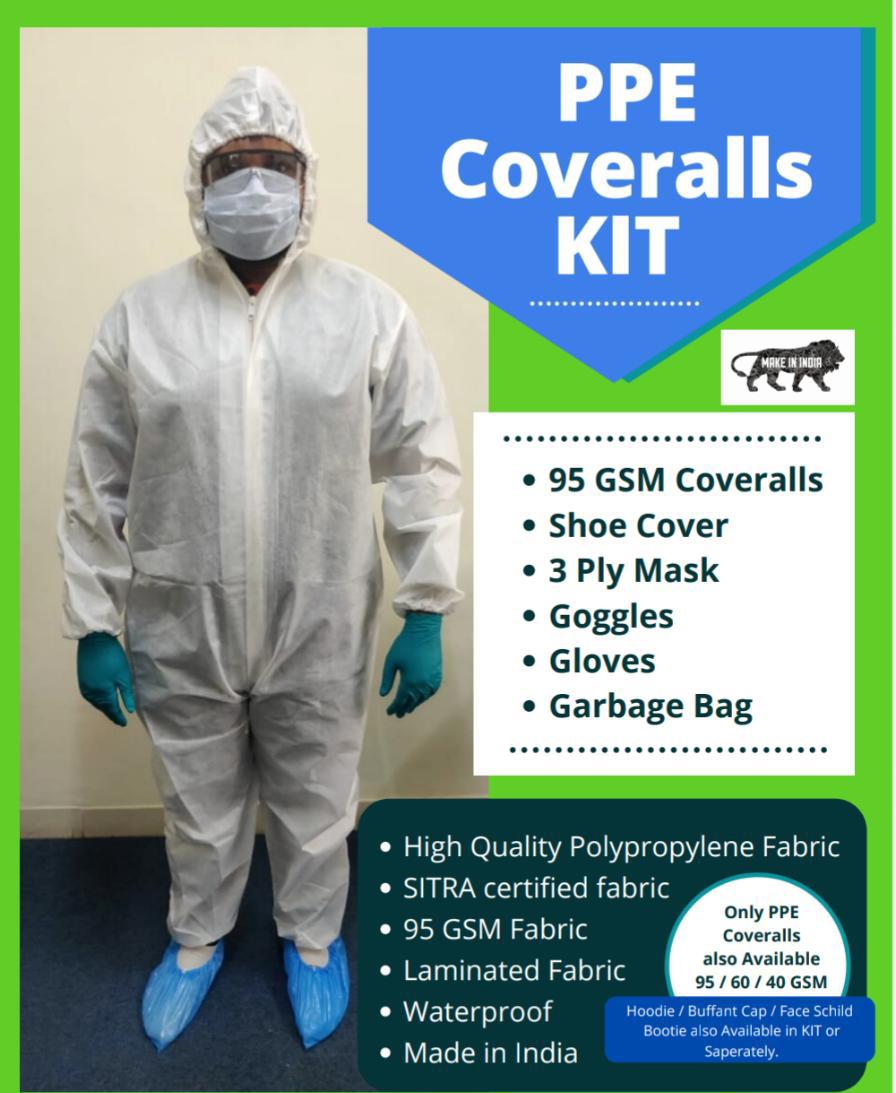 PPE
Coveralls
KIT
MAKE IN INDIA
• 95 GSM Coveralls
• Shoe Cover
• 3 Ply Mask
• Goggles
• Gloves
• Garbage Bag
• High Quality Polypropylene Fabric
• SITRA certified fabric
• 95 GSM Fabric
• Laminated Fabric
• Waterproof
• Made in India
Only PPE
Coveralls
also Available
95 / 60 / 40 GSM
Hoodie / Buffant Cap / Face Schild
Bootie also Available in KIT or
Saperately.